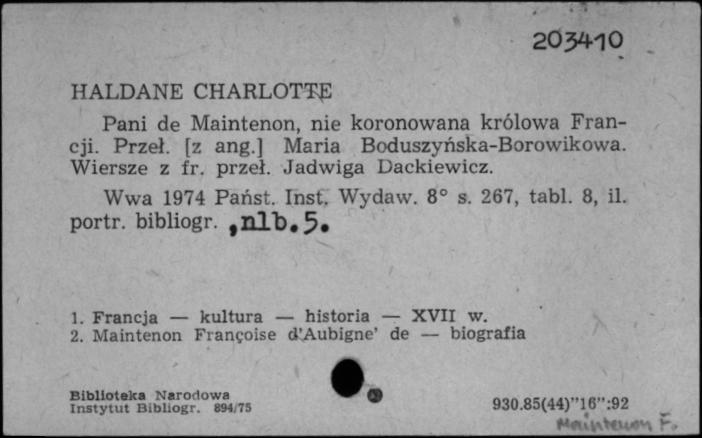 203410
HALDANE CHARLOTTE
Pani de Maintenon, nie koronowana królowa Fran-
cji. Przeł. [z ang.] Maria Boduszyńska-Borowikowa.
Wiersze z fr. przeł. Jadwiga Dackiewicz.
Wwa 1974 Państ. Inst. Wydaw. 8° s. 267, tabl. 8, il.
portr. bibliogr. ,nlb.5.
1. Francja — kultura — historia — XVII w.
2. Maintenon Françoise d'Aubigne' de — biografia
Biblioteka Narodowa
Instytut Bibliogr. 894/75
930.85(44)"16":92
Maintenon F.